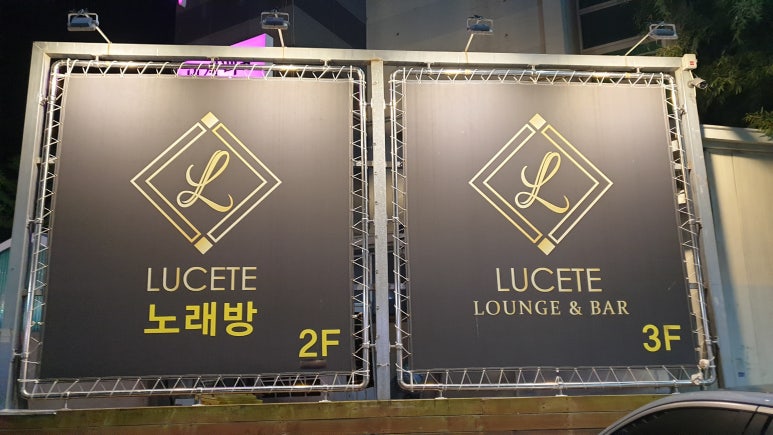 L
LUCETE
노래방
2F
L
LUCETE
LOUNGE & BAR
3F